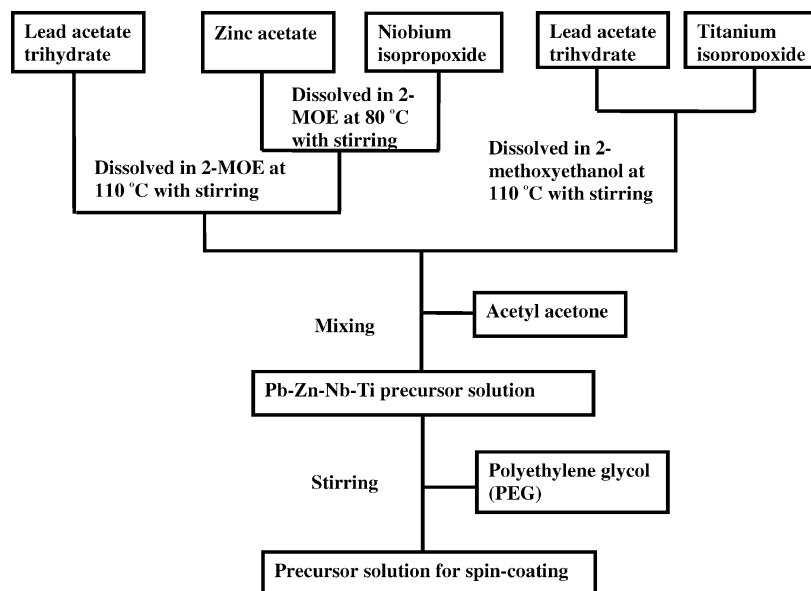 Lead acetate
trihydrate
Zinc acetate
Niobium
isopropoxide
Lead acetate
trihydrate
Titanium
isopropoxide
Dissolved in 2-
MOE at 80 °C
with stirring
Dissolved in 2-MOE at
110 °C with stirring
Dissolved in 2-
methoxyethanol at
110 °C with stirring
Mixing
Acetyl acetone
Pb-Zn-Nb-Ti precursor solution
Stirring
Polyethylene glycol
(PEG)
Precursor solution for spin-coating